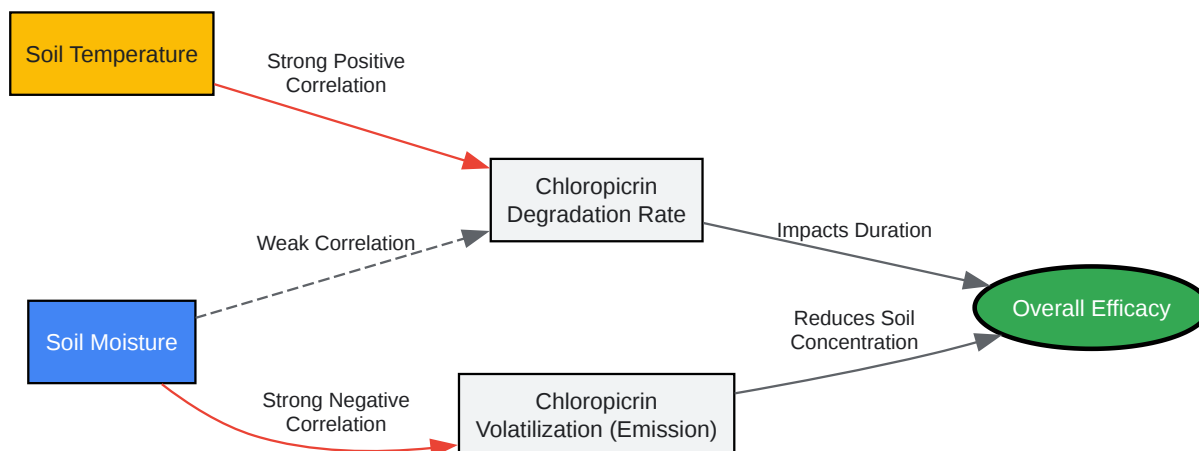 Soil Temperature
Strong Positive
Correlation
Chloropicrin
Degradation Rate
Weak Correlation
Impacts Duration
Soil Moisture
Overall Efficacy
Reduces Soil
Concentration
Strong Negative
Correlation
Chloropicrin
Volatilization (Emission)